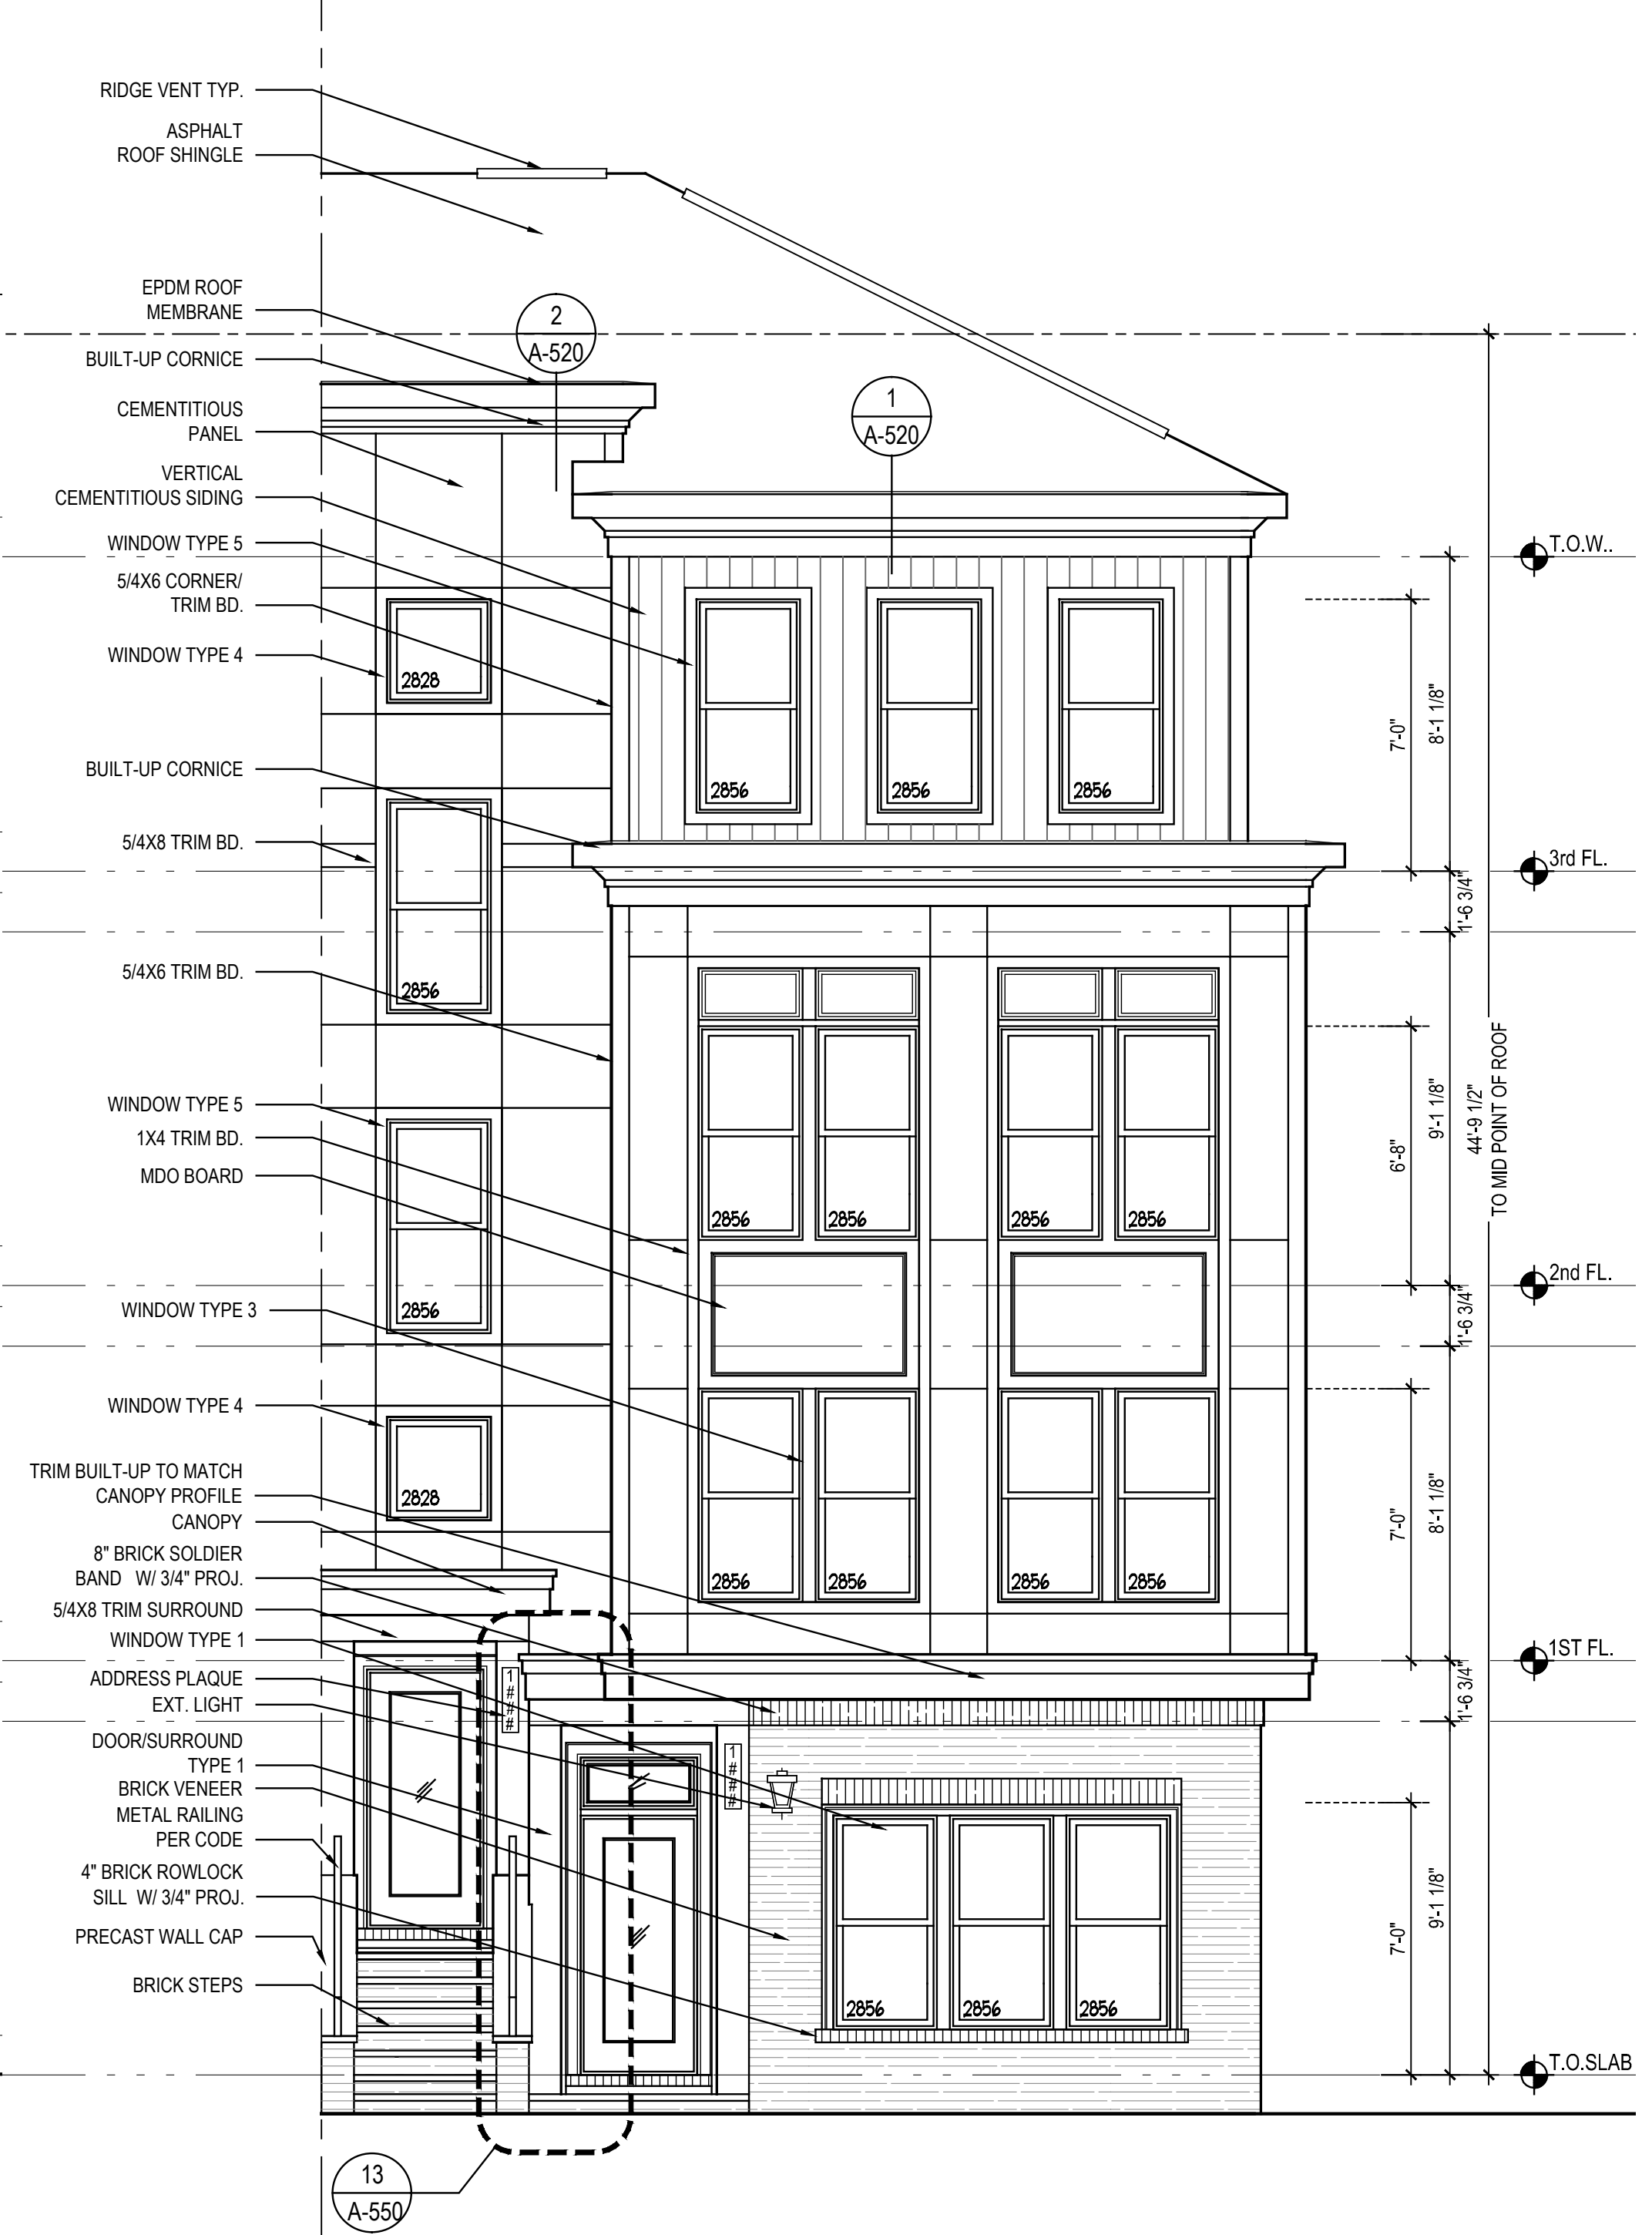 RIDGE VENT TYP.
ASPHALT
ROOF SHINGLE
EPDM ROOF
MEMBRANE
BUILT-UP CORNICE
CEMENTITIOUS
PANEL
VERTICAL
CEMENTITIOUS SIDING
WINDOW TYPE 5
5/4X6 CORNER/
TRIM BD.
WINDOW TYPE 4
BUILT-UP CORNICE
5/4X8 TRIM BD.
5/4X6 TRIM BD.
WINDOW TYPE 5
1X4 TRIM BD.
MDO BOARD
WINDOW TYPE 3
WINDOW TYPE 4
TRIM BUILT-UP TO MATCH
CANOPY PROFILE
CANOPY
8" BRICK SOLDIER
BAND W/ 3/4" PROJ.
5/4X8 TRIM SURROUND
WINDOW TYPE 1
ADDRESS PLAQUE
EXT. LIGHT
DOOR/SURROUND
TYPE 1
BRICK VENEER
METAL RAILING
PER CODE
4" BRICK ROWLOCK
SILL W/ 3/4" PROJ.
PRECAST WALL CAP
BRICK STEPS
2
A-520
1
A-520
2828
2856 2856 2856
2856
2856 2856 2856 2856
2856
2828
2856 2856 2856 2856
1###
1###
2856 2856 2856
13
A-550
7'-0"
8'-1 1/8"
1'-6 3/4"
6'-8"
9'-1 1/8"
44'-9 1/2"
TO MID POINT OF ROOF
1'-6 3/4"
7'-0"
8'-1 1/8"
1'-6 3/4"
7'-0"
9'-1 1/8"
T.O.W..
3rd FL.
2nd FL.
1ST FL.
T.O.SLAB